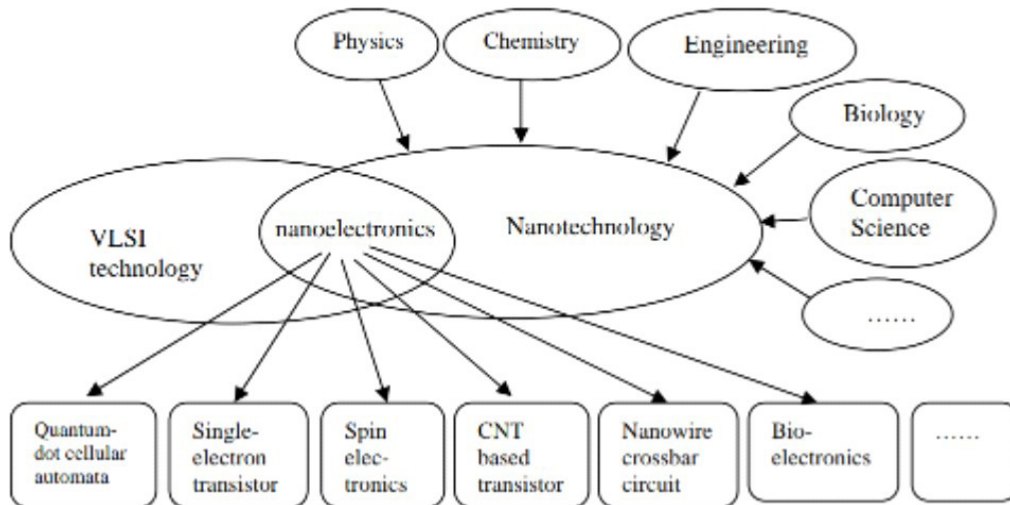 Physics
Chemistry
Engineering
Biology
Computer
Science
......
VLSI
technology
nanoelectronics
Nanotechnology
Quantum-
dot cellular
automata
Single-
electron
transistor
Spin
elec-
tronics
CNT
based
transistor
Nanowire
crossbar
circuit
Bio-
electronics
......